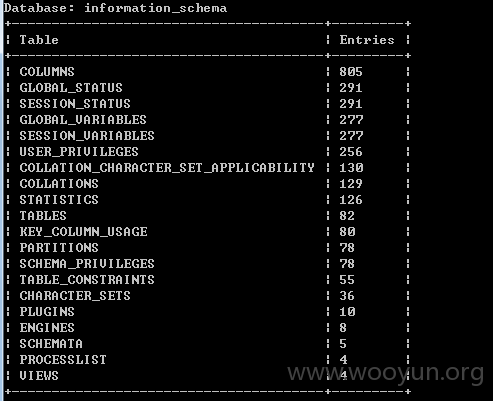 Database: information_schema
Table Entries
COLUMNS 805
GLOBAL_STATUS 291
SESSION_STATUS 291
GLOBAL_VARIABLES 277
SESSION_VARIABLES 277
USER_PRIVILEGES 256
COLLATION_CHARACTER_SET_APPLICABILITY 130
COLLATIONS 129
STATISTICS 126
TABLES 82
KEY_COLUMN_USAGE 80
PARTITIONS 78
SCHEMA_PRIVILEGES 78
TABLE_CONSTRAINTS 55
CHARACTER_SETS 36
PLUGINS 10
ENGINES 8
SCHEMATA 5
PROCESSLIST 4
VIEWS 4
www.wooyun.org